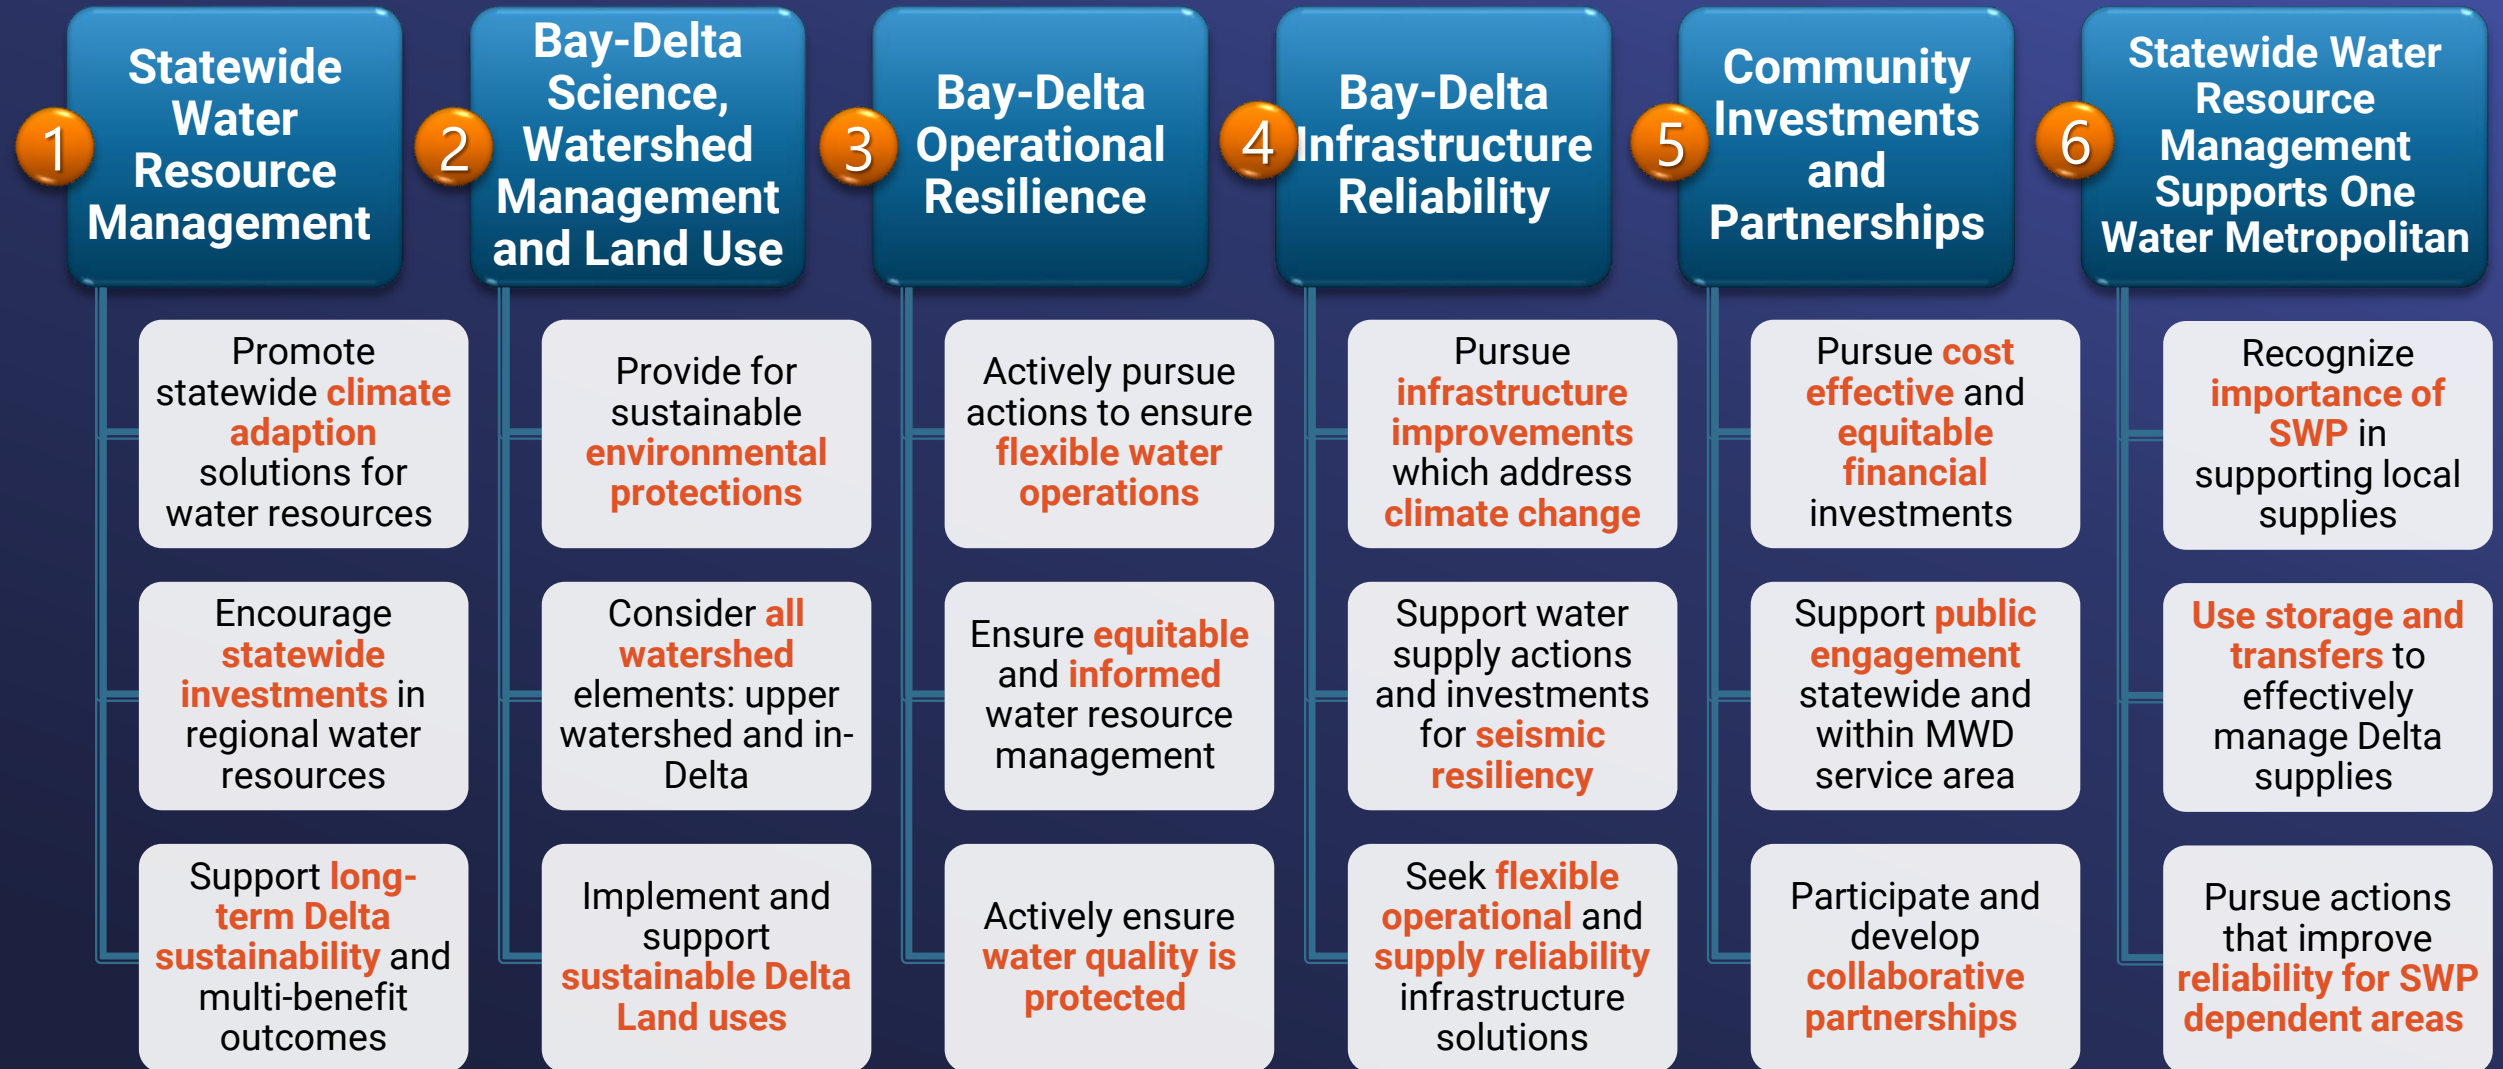 1
Statewide
Water
Resource
Management
Promote
statewide climate
adaption
solutions for
water resources
Encourage
statewide
investments in
regional water
resources
Support long-
term Delta
sustainability and
multi-benefit
outcomes
2
Bay-Delta
Science,
Watershed
Management
and Land Use
Provide for
sustainable
environmental
protections
Consider all
watershed
elements: upper
watershed and in-
Delta
Implement and
support
sustainable Delta
Land uses
3
Bay-Delta
Operational
Resilience
Actively pursue
actions to ensure
flexible water
operations
Ensure equitable
and informed
water resource
management
Actively ensure
water quality is
protected
4
Bay-Delta
Infrastructure
Reliability
Pursue
infrastructure
improvements
which address
climate change
Support water
supply actions
and investments
for seismic
resiliency
Seek flexible
operational and
supply reliability
infrastructure
solutions
5
Community
Investments
and
Partnerships
Pursue cost
effective and
equitable
financial
investments
Support public
engagement
statewide and
within MWD
service area
Participate and
develop
collaborative
partnerships
6
Statewide Water
Resource
Management
Supports One
Water Metropolitan
Recognize
importance of
SWP in
supporting local
supplies
Use storage and
transfers to
effectively
manage Delta
supplies
Pursue actions
that improve
reliability for SWP
dependent areas